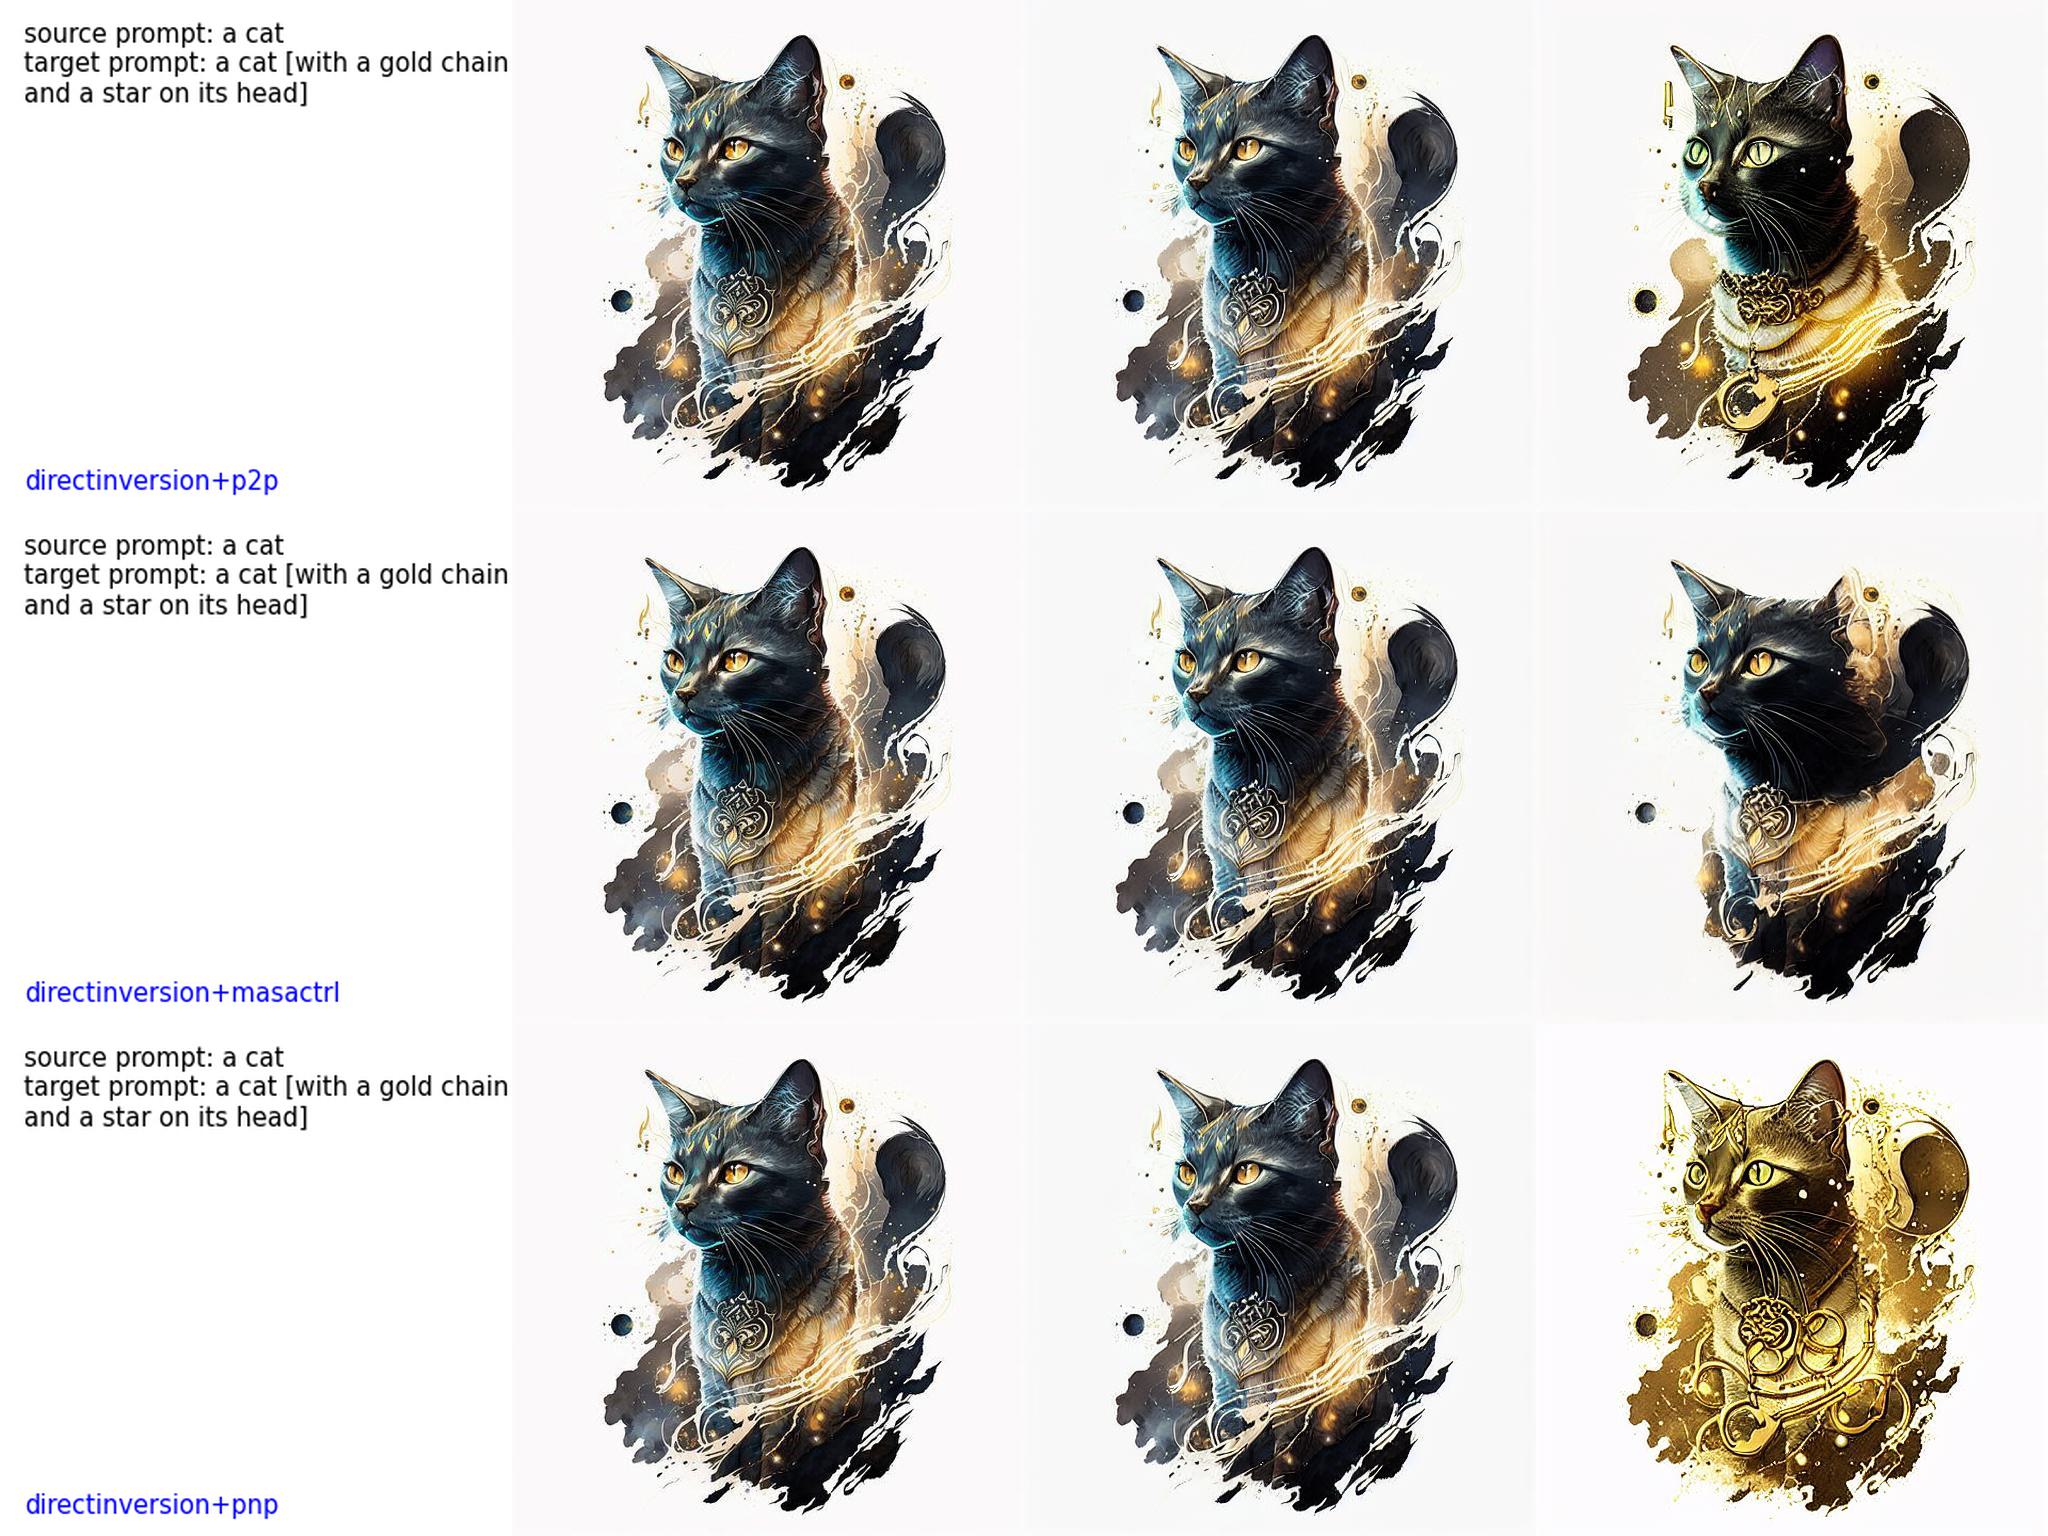 source prompt: a cat
target prompt: a cat [with a gold chain
and a star on its head]
directinversion+p2p
source prompt: a cat
target prompt: a cat [with a gold chain
and a star on its head]
directinversion+masactrl
source prompt: a cat
target prompt: a cat [with a gold chain
and a star on its head]
directinversion+pnp